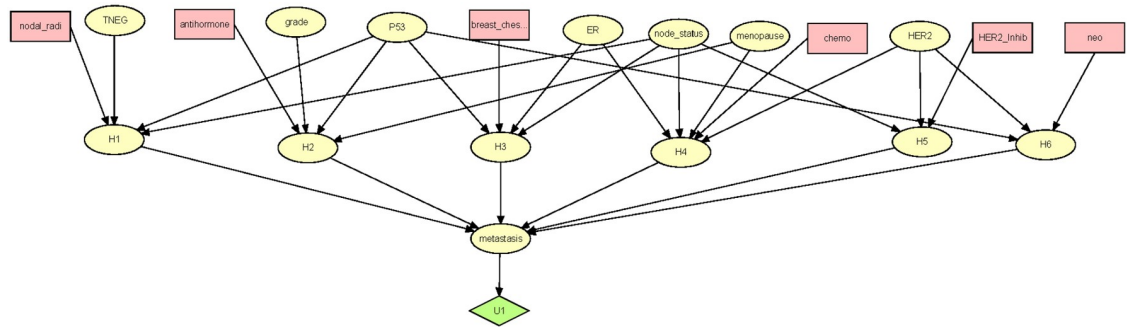 nodal_radi
TNEG
antihormone
grade
P53
breast_ches...
ER
node_status
menopause
chemo
HER2
HER2_Inhib
neo
H1
H2
H3
H4
H5
H6
metastasis
U1